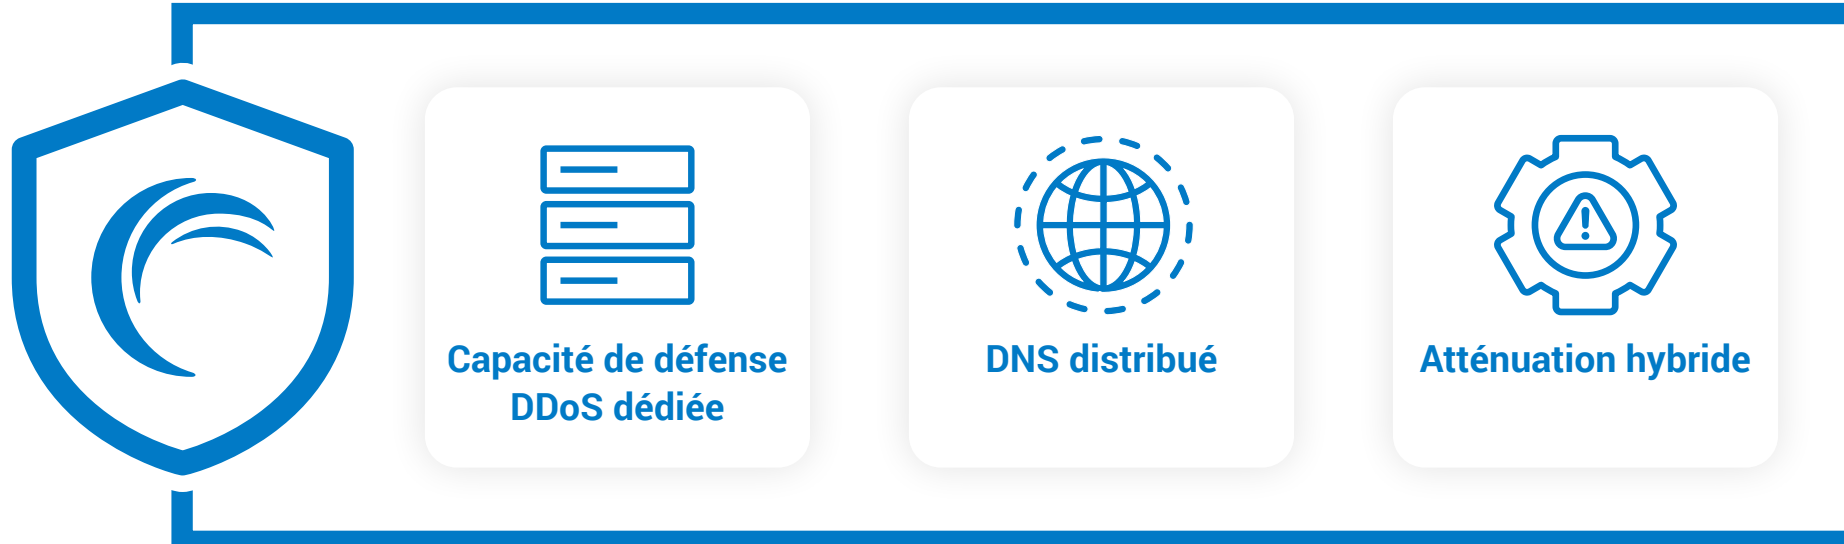 Capacité de défense
DDoS dédiée
DNS distribué
Atténuation hybride